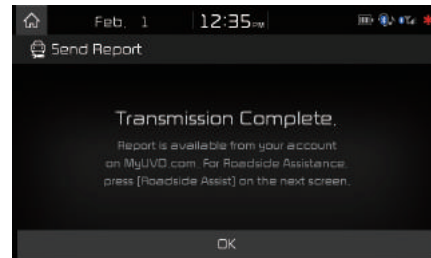 Feb. 1 12:35 PM
Send Report
Transmission Complete.
Report is available from your account
on MyUVO.com. For Roadside Assistance,
press [Roadside Assist] on the next screen.
OK